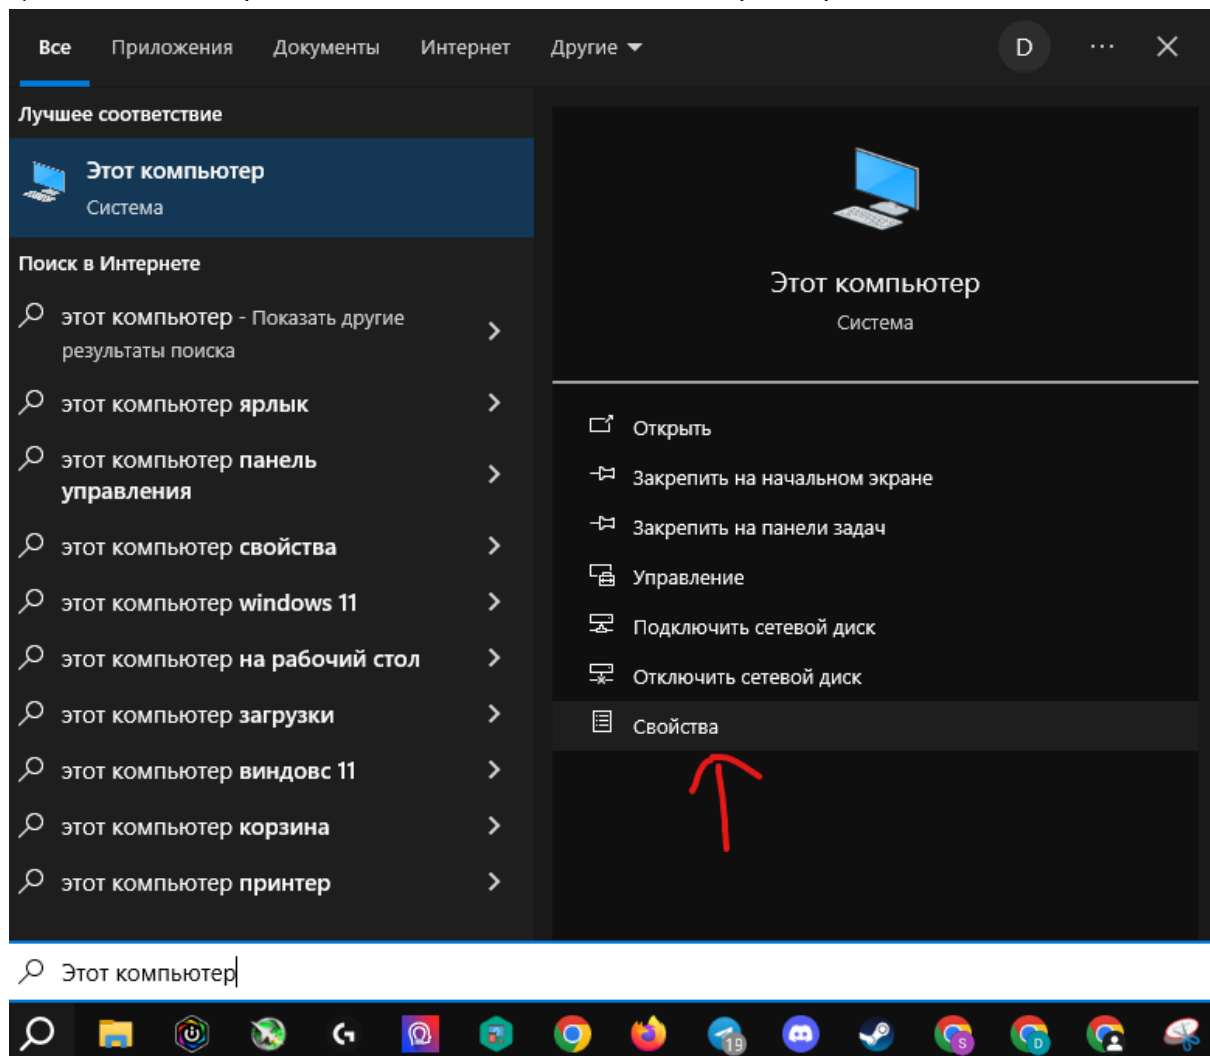 Все Приложения Документы Интернет Другие D ...
Лучшее соответствие
Этот компьютер
Система
Поиск в Интернете
этот компьютер - Показать другие
результаты поиска
этот компьютер ярлык
этот компьютер панель
управления
этот компьютер свойства
этот компьютер windows 11
этот компьютер на рабочий стол
этот компьютер загрузки
этот компьютер виндовс 11
этот компьютер корзина
этот компьютер принтер
Этот компьютер
Система
Открыть
Закрепить на начальном экране
Закрепить на панели задач
Управление
Подключить сетевой диск
Отключить сетевой диск
Свойства
Этот компьютер
19 S D